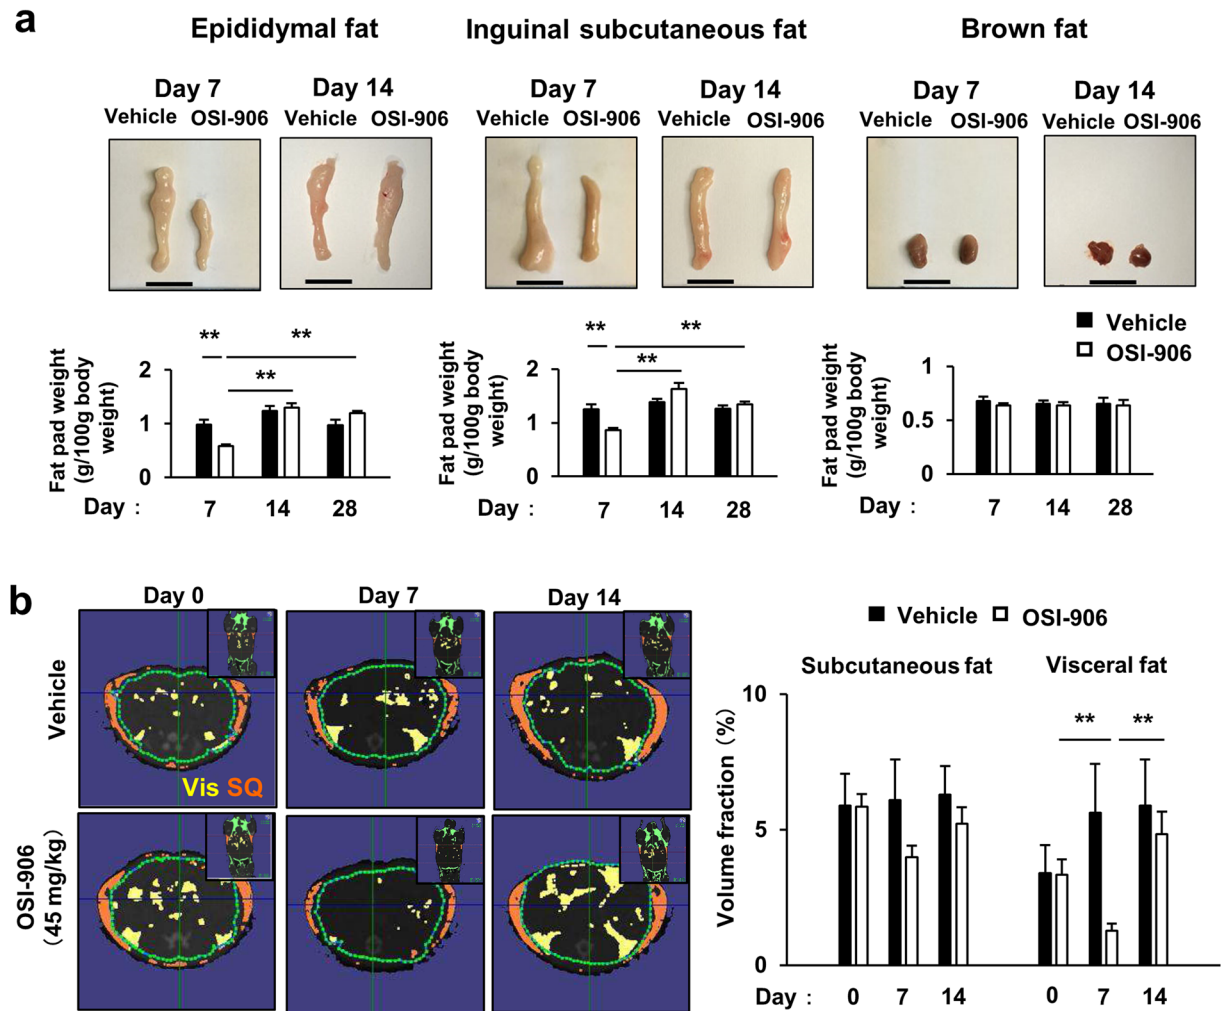 a
Epididymal fat
Inguinal subcutaneous fat
Brown fat
Day 7
Day 14
Day 7
Day 14
Day 7
Day 14
Vehicle OSI-906
Vehicle OSI-906
Vehicle OSI-906
Vehicle OSI-906
Vehicle OSI-906
Vehicle OSI-906
Fat pad weight
(g/100g body
weight)
2
1
0
**
**
**
Day : 7 14 28
Fat pad weight
(g/100g body
weight)
2
1
0
**
**
**
Day : 7 14 28
Vehicle
OSI-906
Fat pad weight
(g/100g body
weight)
1
0.5
0
Day : 7 14 28
b
Day 0
Day 7
Day 14
Vehicle
Vis SQ
OSI-906
(45 mg/kg)
Vehicle OSI-906
Subcutaneous fat
Visceral fat
Volume fraction (%)
10
5
0
**
**
Day : 0 7 14 0 7 14